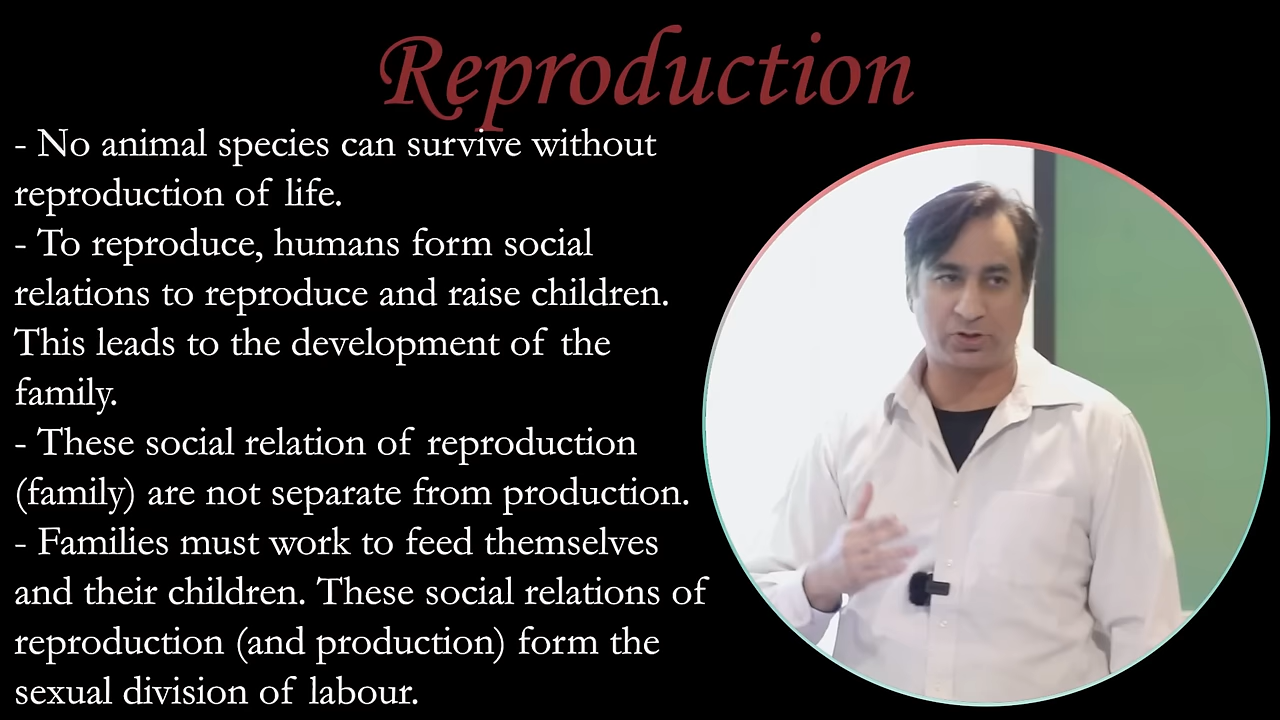 Reproduction
- No animal species can survive without
reproduction of life.
- To reproduce, humans form social
relations to reproduce and raise children.
This leads to the development of the
family.
- These social relation of reproduction
(family) are not separate from production.
- Families must work to feed themselves
and their children. These social relations of
reproduction (and production) form the
sexual division of labour.